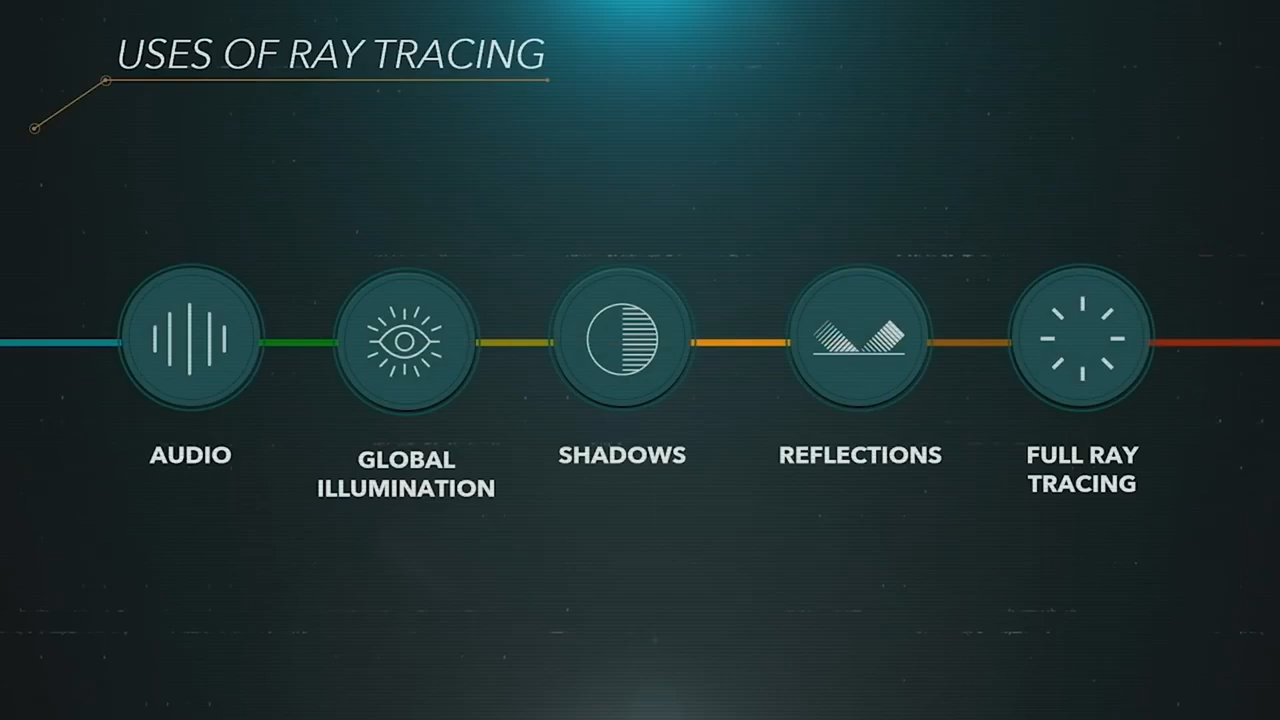 USES OF RAY TRACING
AUDIO
GLOBAL
ILLUMINATION
SHADOWS
REFLECTIONS
FULL RAY
TRACING